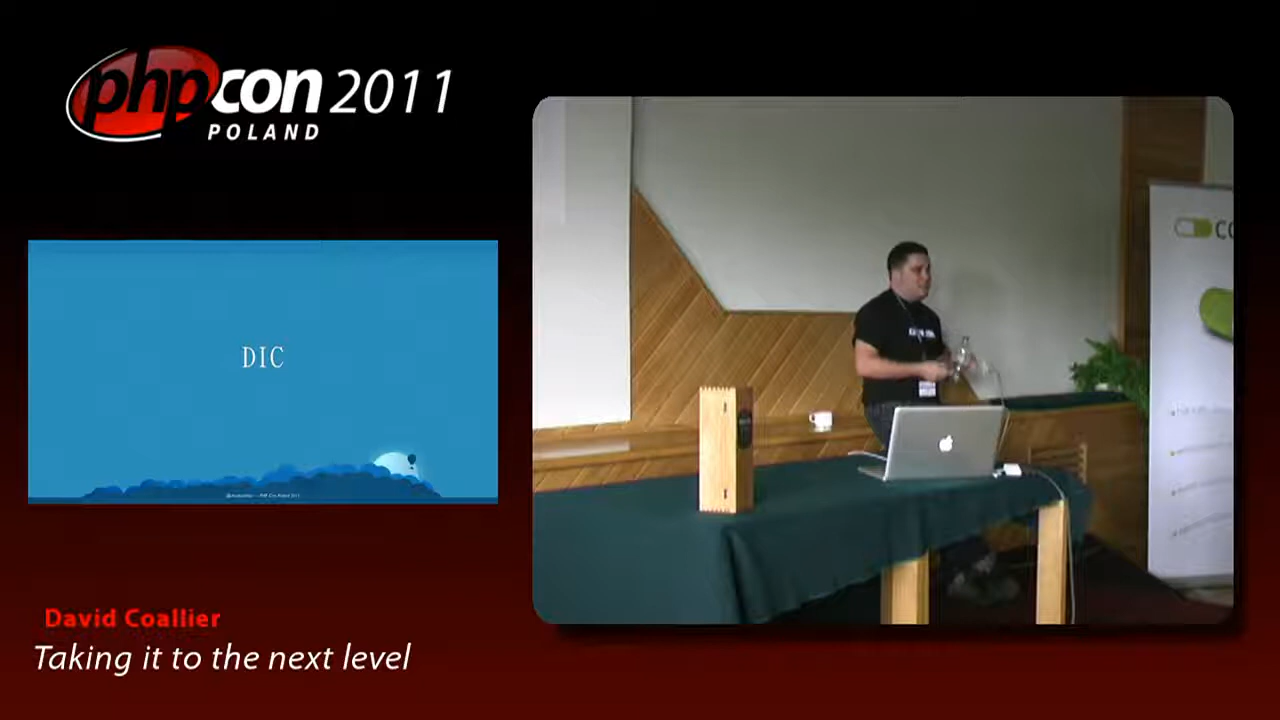 phpcon 2011
POLAND
DIC
David Coallier
Taking it to the next level